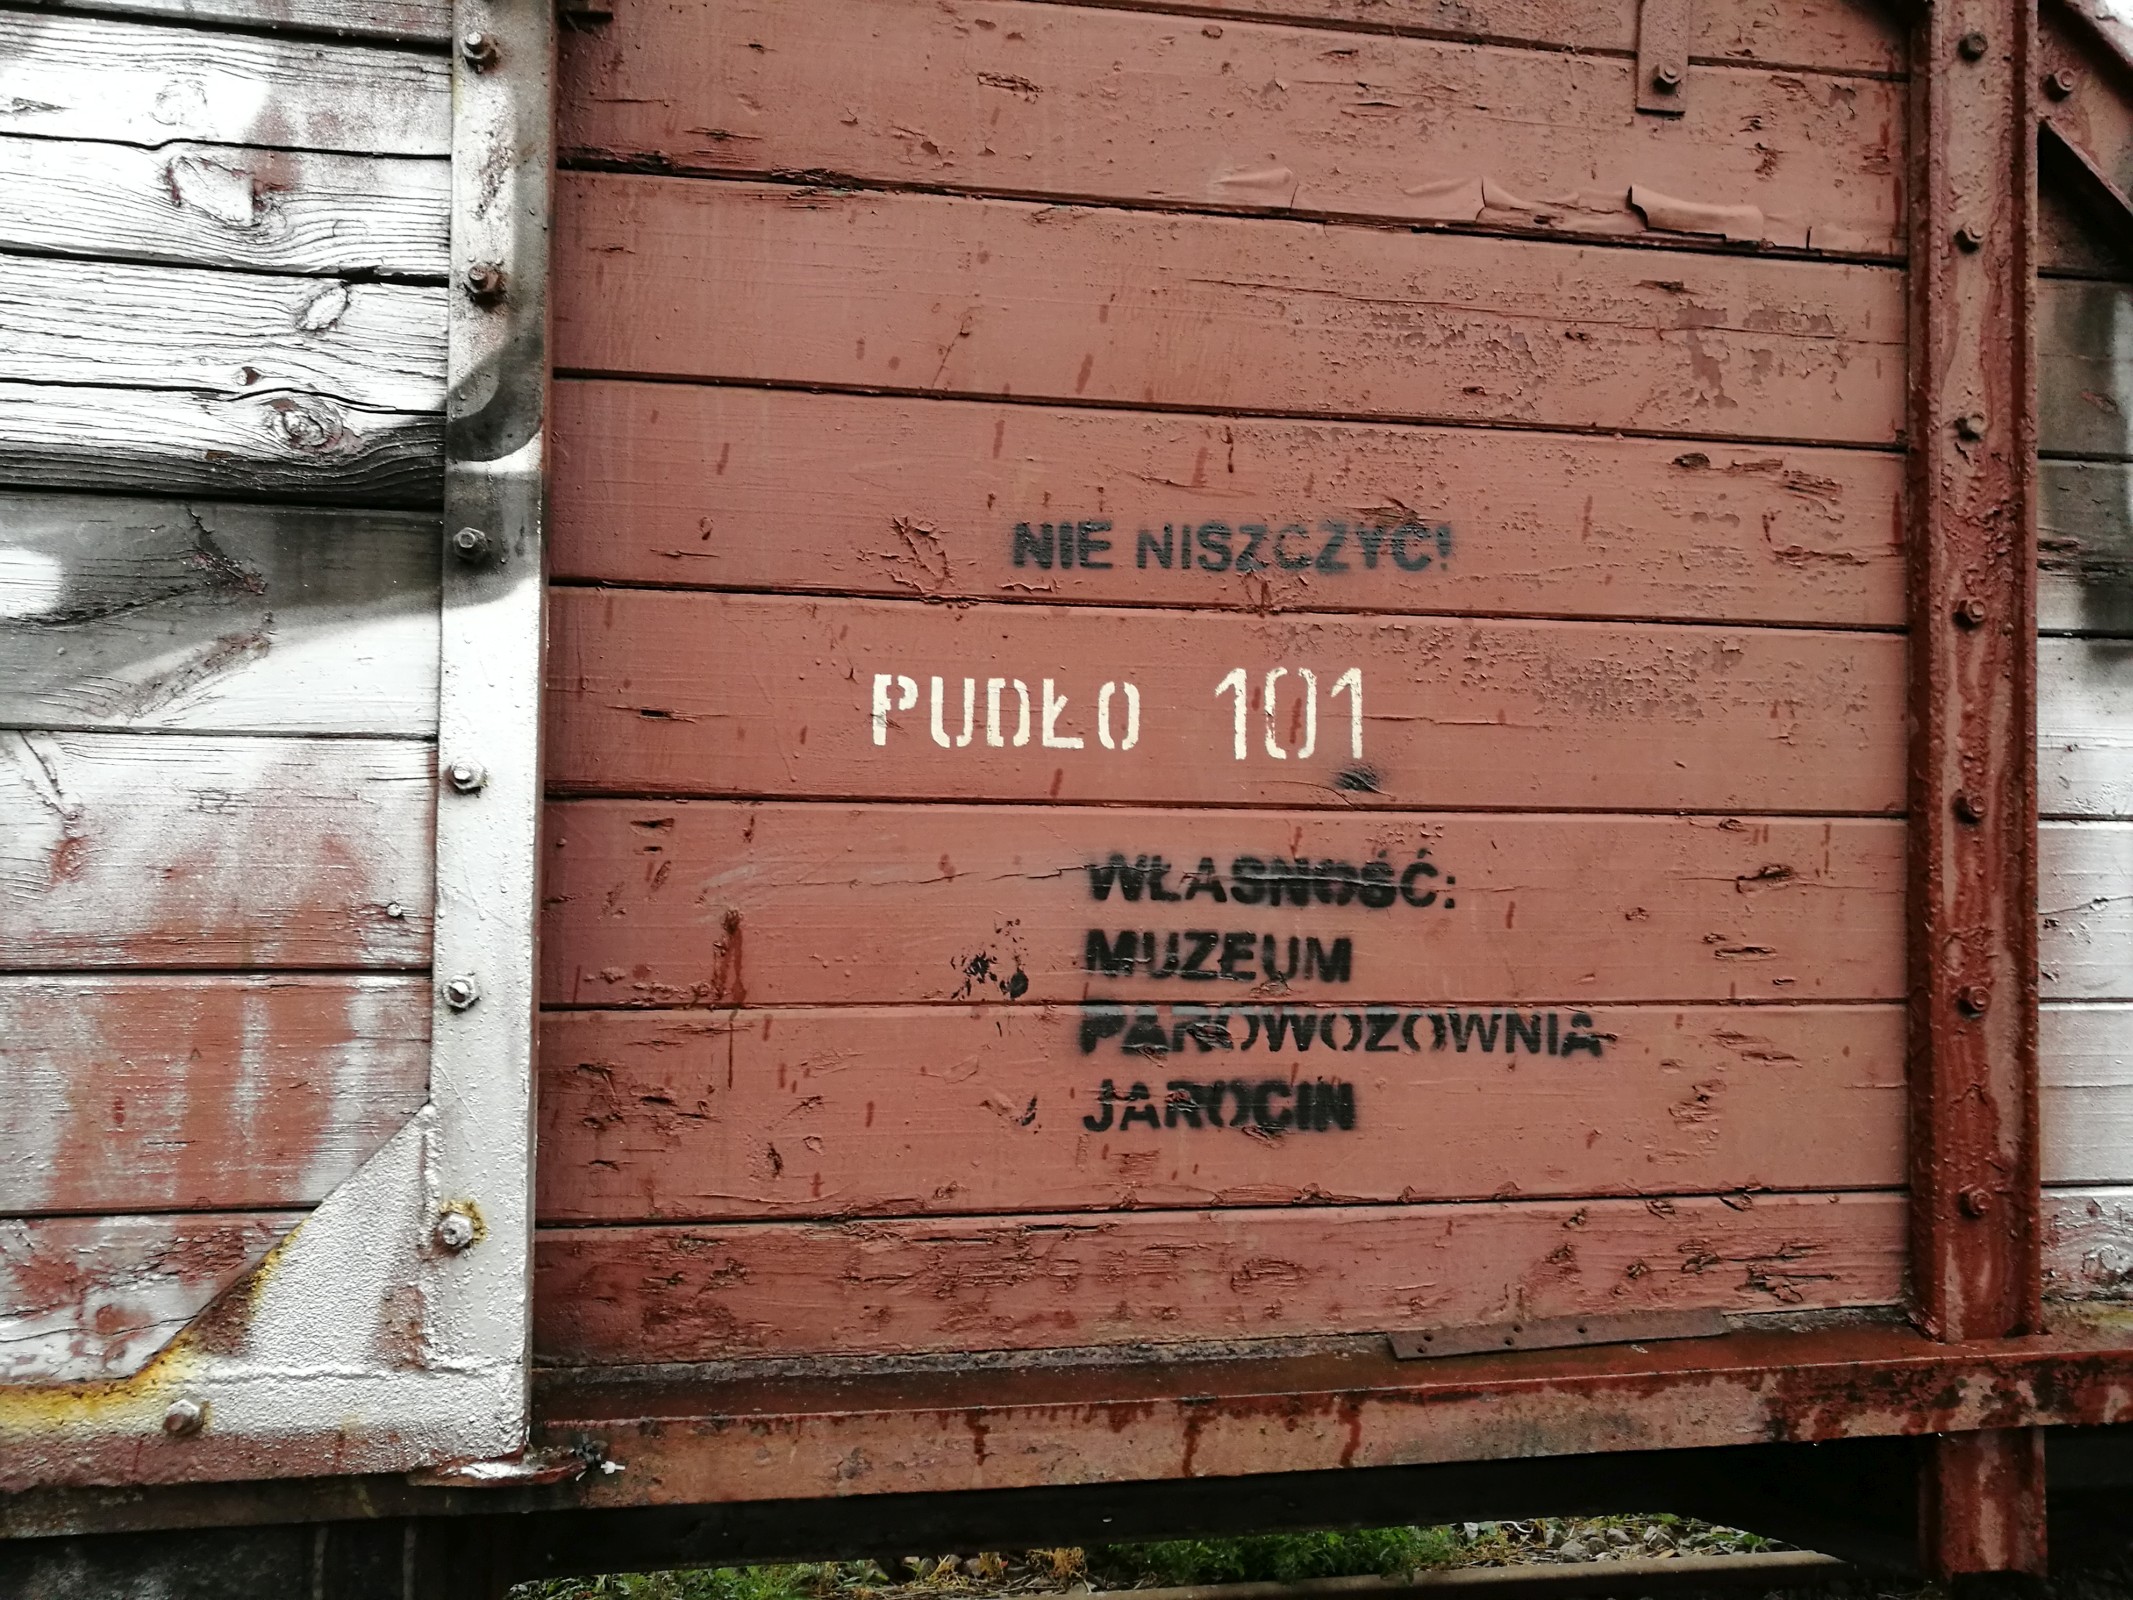 NIE NISZCZYĆ!
PUDŁO 101
WŁASNOŚĆ:
MUZEUM
PAROWOZOWNIA
JAROCIN